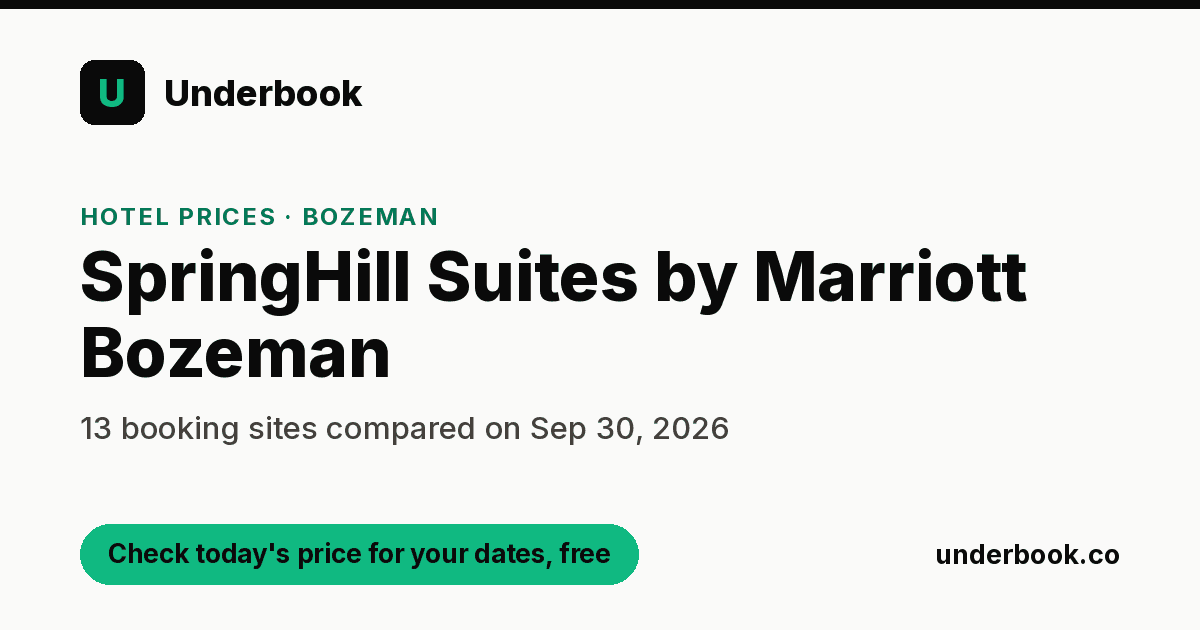 U Underbook
HOTEL PRICES · BOZEMAN
SpringHill Suites by Marriott
Bozeman
13 booking sites compared on Sep 30, 2026
Check today's price for your dates, free
underbook.co